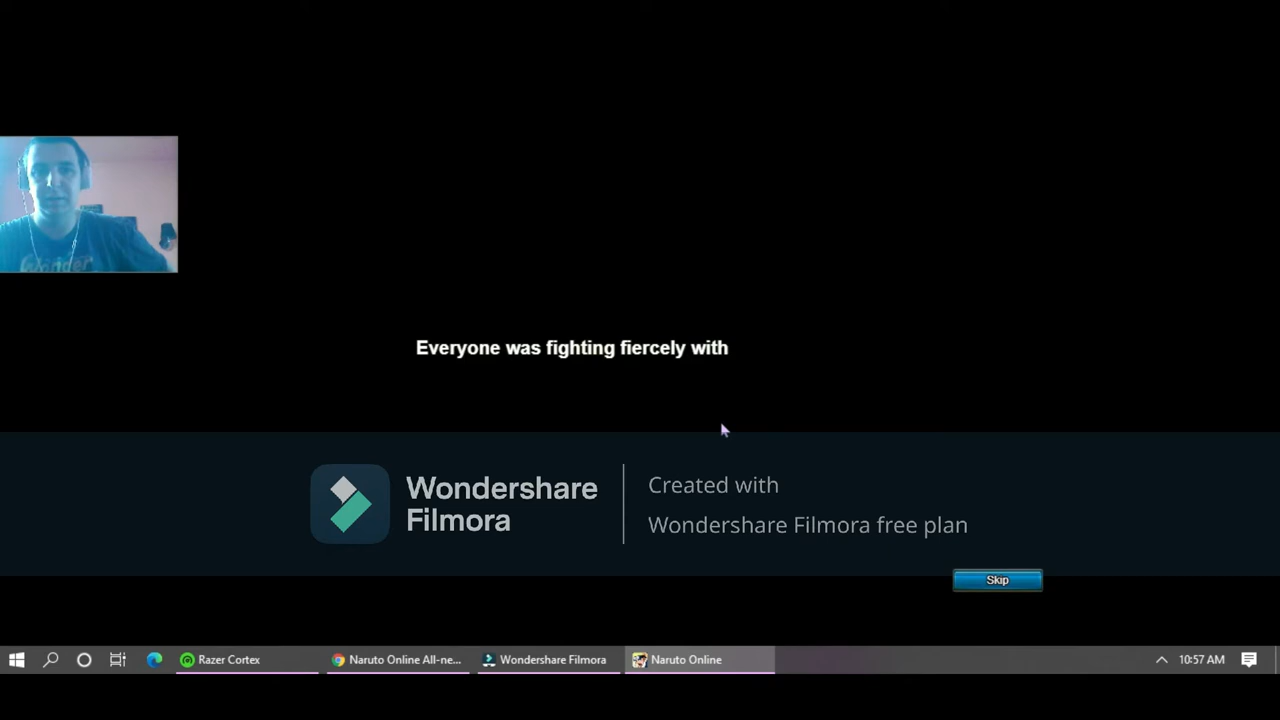 Wonder
Everyone was fighting fiercely with
Wondershare
Filmora
Created with
Wondershare Filmora free plan
Skip
Razer Cortex
Naruto Online All-ne...
Wondershare Filmora
Naruto Online
10:57 AM